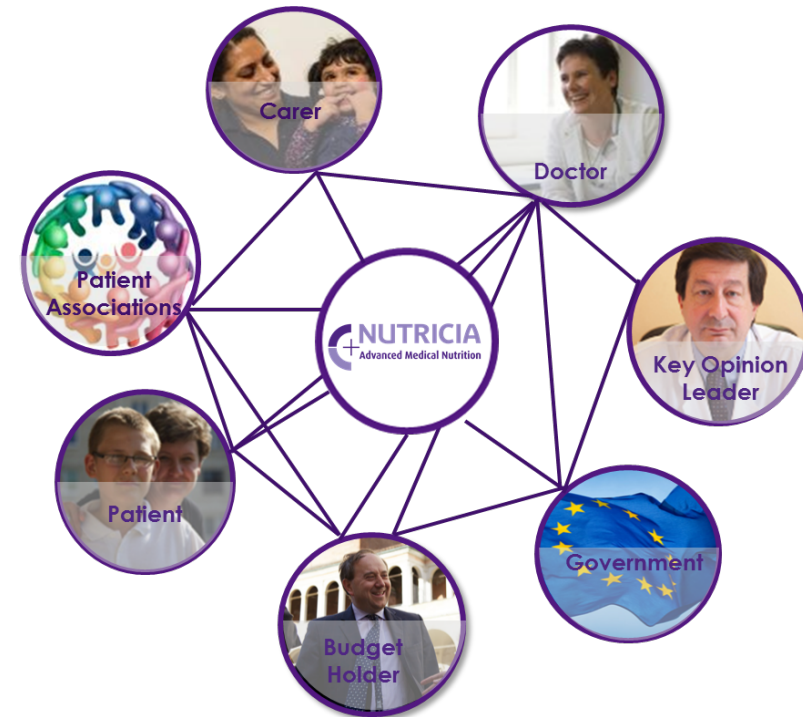 Carer
Doctor
Patient
Associations
NUTRICIA
Advanced Medical Nutrition
Key Opinion
Leader
Patient
Government
Budget
Holder